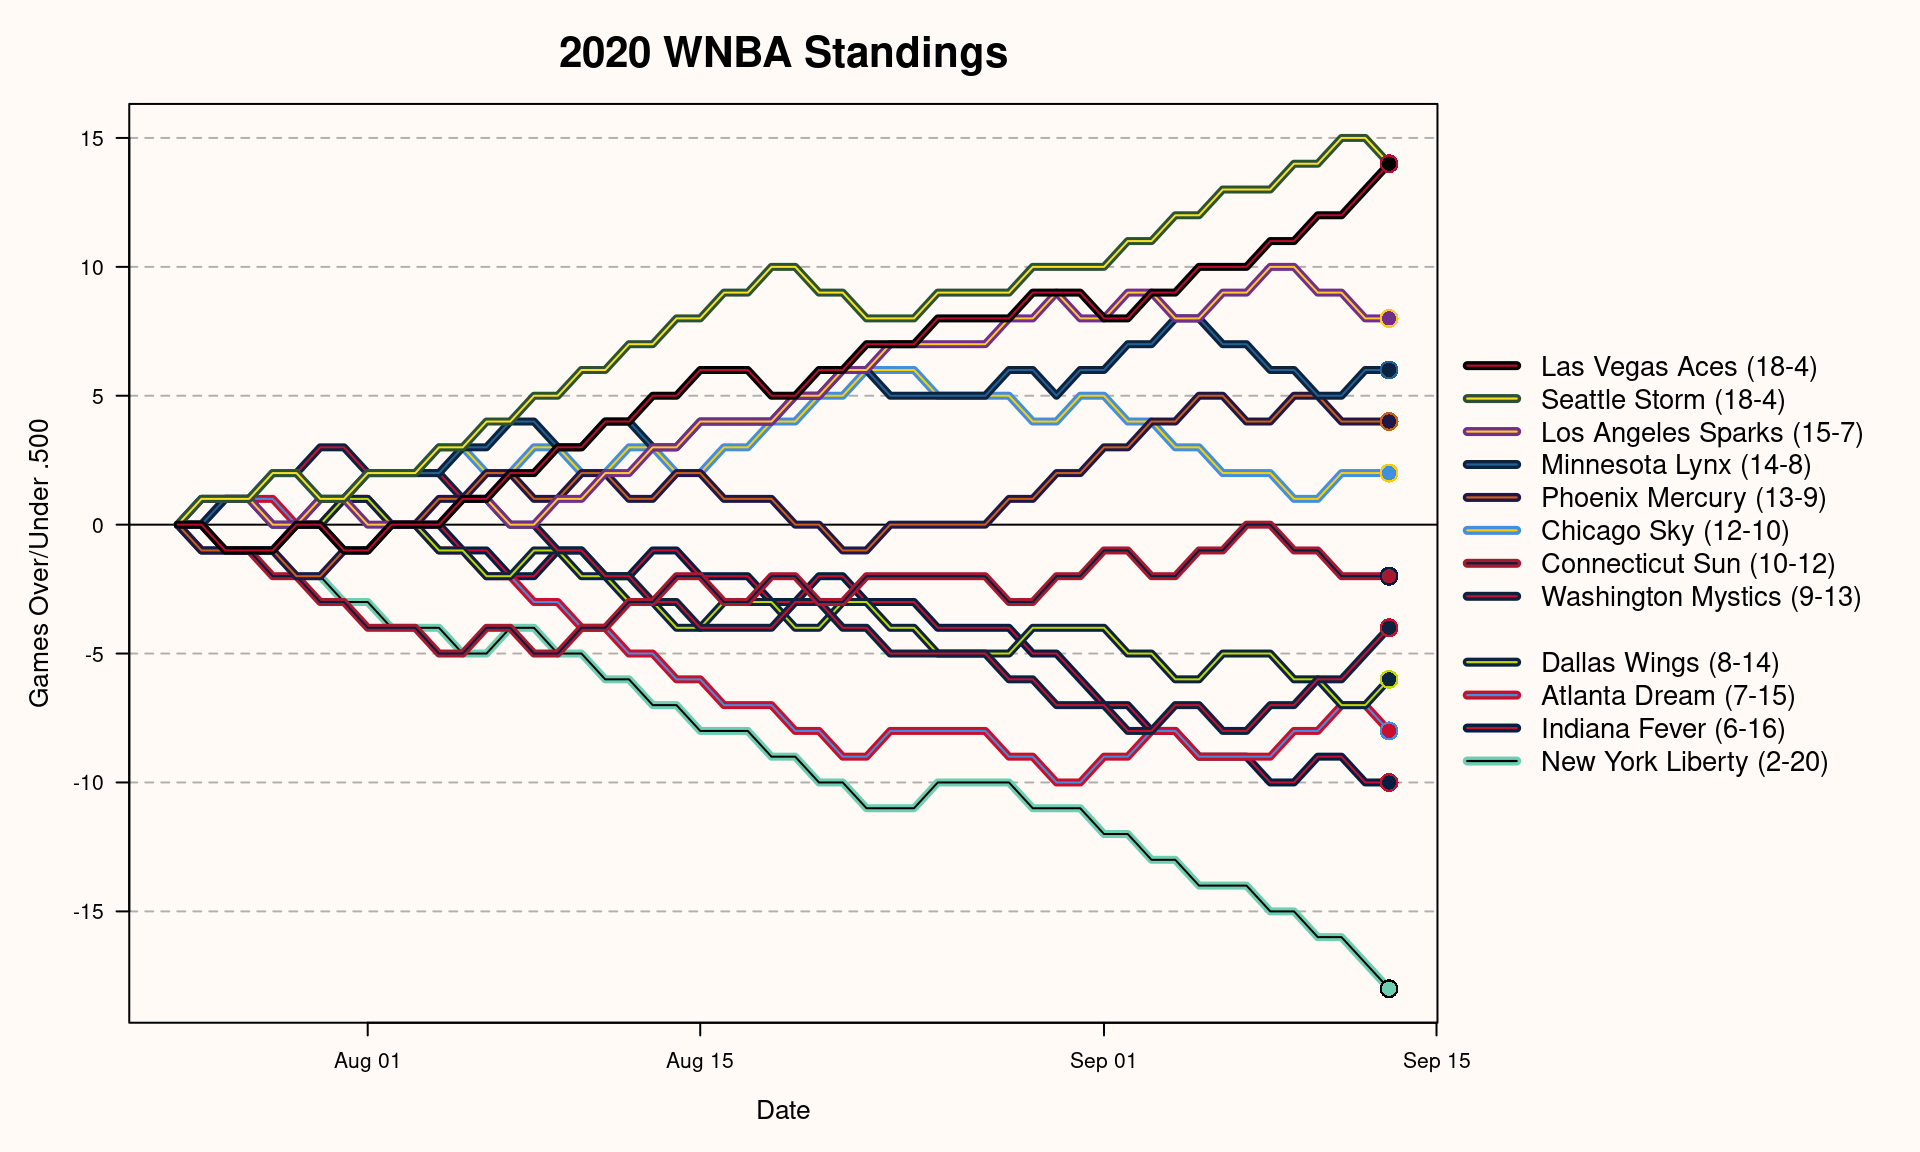 2020 WNBA Standings
Games Over/Under .500
15
10
5
0
-5
-10
-15
Aug 01
Aug 15
Sep 01
Sep 15
Date
Las Vegas Aces (18-4)
Seattle Storm (18-4)
Los Angeles Sparks (15-7)
Minnesota Lynx (14-8)
Phoenix Mercury (13-9)
Chicago Sky (12-10)
Connecticut Sun (10-12)
Washington Mystics (9-13)
Dallas Wings (8-14)
Atlanta Dream (7-15)
Indiana Fever (6-16)
New York Liberty (2-20)